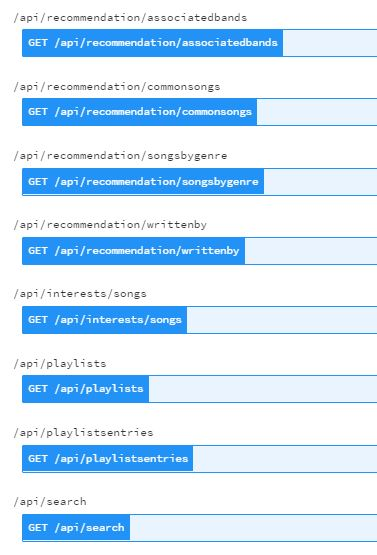 /api/recommendation/associatedbands
GET /api/recommendation/associatedbands
/api/recommendation/commonsongs
GET /api/recommendation/commonsongs
/api/recommendation/songsbygenre
GET /api/recommendation/songsbygenre
/api/recommendation/writtenby
GET /api/recommendation/writtenby
/api/interests/songs
GET /api/interests/songs
/api/playlists
GET /api/playlists
/api/playlistsentries
GET /api/playlistsentries
/api/search
GET /api/search